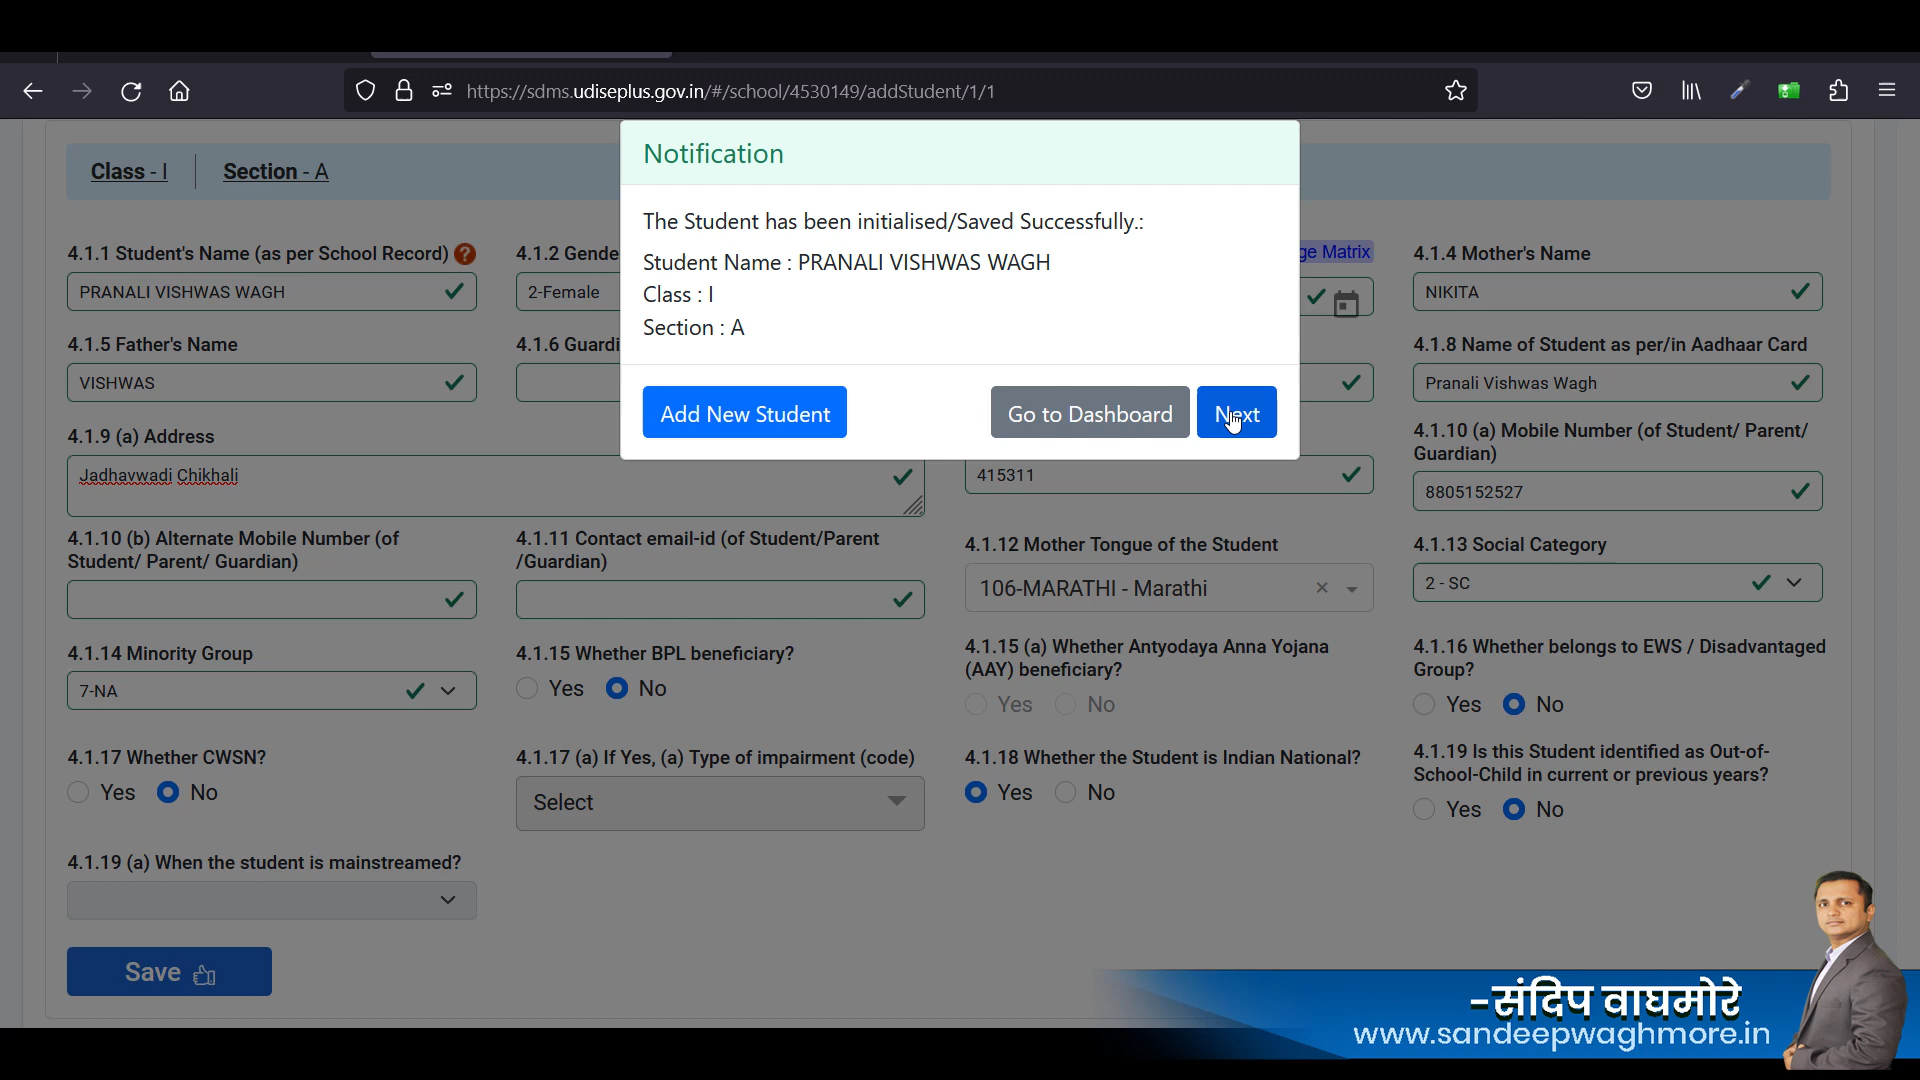 https://sdms.udiseplus.gov.in/#/school/4530149/addStudent/1/1
Class - I
Section - A
Notification
The Student has been initialised/Saved Successfully.:
Student Name : PRANALI VISHWAS WAGH
Class : I
Section : A
Add New Student
Go to Dashboard
Next
4.1.1 Student's Name (as per School Record)
4.1.2 Gende
ge Matrix
4.1.4 Mother's Name
PRANALI VISHWAS WAGH
2-Female
NIKITA
4.1.5 Father's Name
4.1.6 Guardi
4.1.8 Name of Student as per/in Aadhaar Card
VISHWAS
Pranali Vishwas Wagh
4.1.9 (a) Address
4.1.10 (a) Mobile Number (of Student/ Parent/
Guardian)
Jadhavwadi Chikhali
415311
8805152527
4.1.10 (b) Alternate Mobile Number (of
Student/ Parent/ Guardian)
4.1.11 Contact email-id (of Student/Parent
/Guardian)
4.1.12 Mother Tongue of the Student
4.1.13 Social Category
106-MARATHI - Marathi
2 - SC
4.1.14 Minority Group
4.1.15 Whether BPL beneficiary?
4.1.15 (a) Whether Antyodaya Anna Yojana
(AAY) beneficiary?
4.1.16 Whether belongs to EWS / Disadvantaged
Group?
7-NA
Yes No
Yes No
Yes No
4.1.17 Whether CWSN?
4.1.17 (a) If Yes, (a) Type of impairment (code)
4.1.18 Whether the Student is Indian National?
4.1.19 Is this Student identified as Out-of-
School-Child in current or previous years?
Yes No
Select
Yes No
Yes No
4.1.19 (a) When the student is mainstreamed?
Save
-संदिप वाघमोरे
www.sandeepwaghmore.in